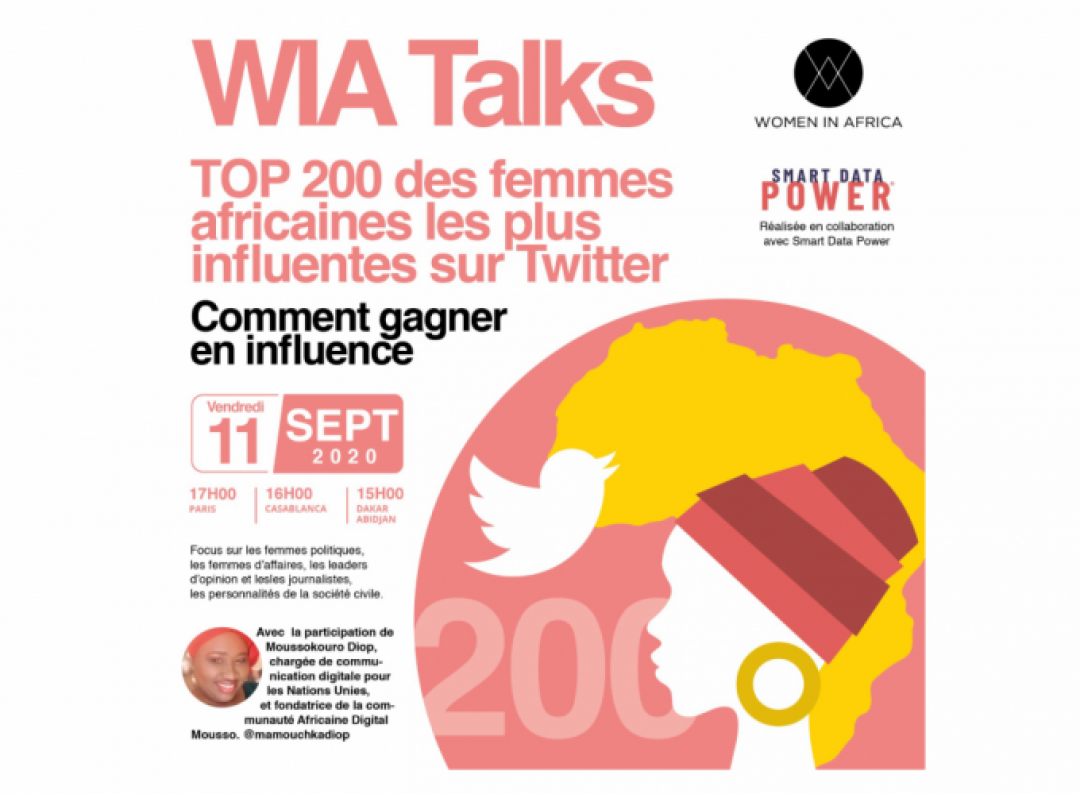 WIA Talks
WOMEN IN AFRICA
SMART DATA
POWER
Réalisée en collaboration
avec Smart Data Power
TOP 200 des femmes
africaines les plus
influentes sur Twitter
Comment gagner
en influence
Vendredi
11
SEPT
2020
17H00
PARIS
16H00
CASABLANCA
15H00
DAKAR
ABIDJAN
Focus sur les femmes politiques,
les femmes d'affaires, les leaders
d'opinion et lesles journalistes,
les personnalités de la société civile.
Avec la participation de
Moussokouro Diop,
chargée de commu-
nication digitale pour
les Nations Unies,
et fondatrice de la com-
munauté Africaine Digital
Mousso. @mamouchkadiop
200